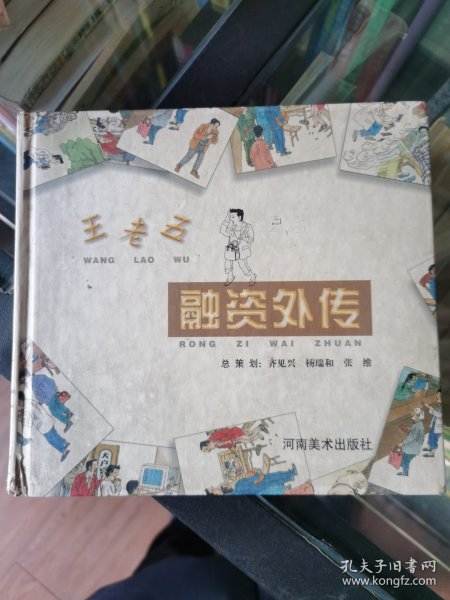 王老五
WANG LAO WU
融资外传
RONG ZI WAI ZHUAN
总策划：齐见兴 杨瑞和 张维
河南美术出版社
孔夫子旧书网
www.kongfz.com